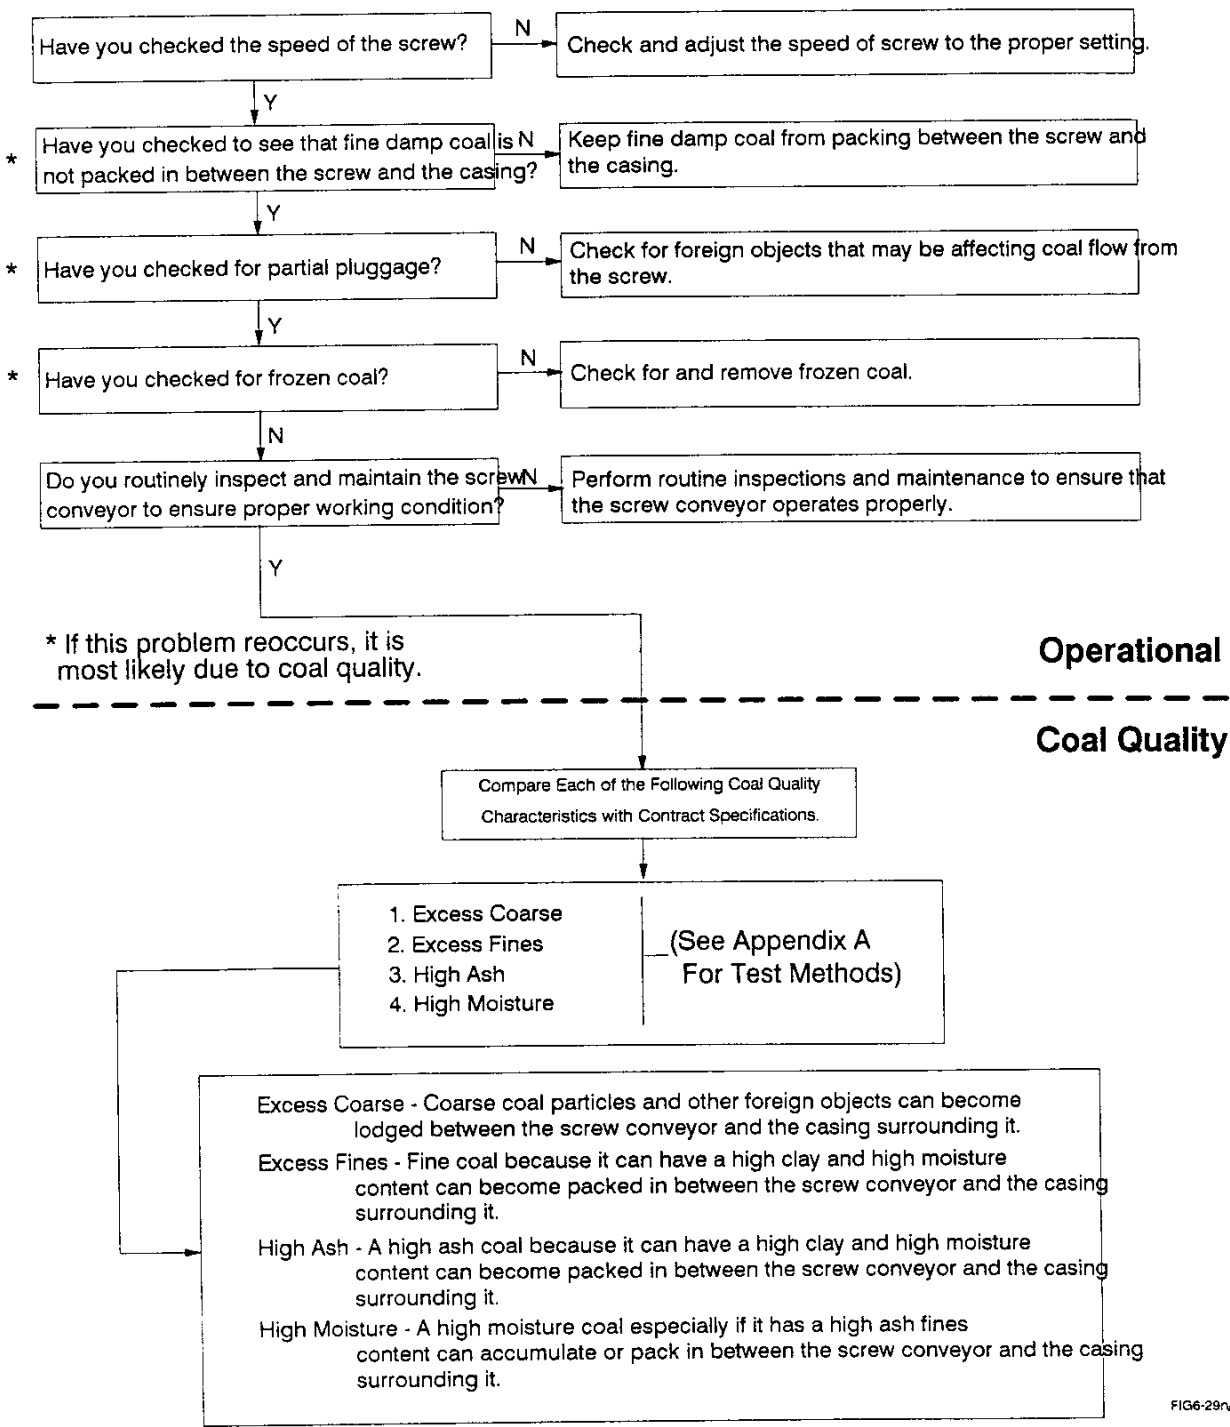 Have you checked the speed of the screw?
N
Check and adjust the speed of screw to the proper setting.
Y
*
Have you checked to see that fine damp coal is
not packed in between the screw and the casing?
N
Keep fine damp coal from packing between the screw and
the casing.
Y
*
Have you checked for partial pluggage?
N
Check for foreign objects that may be affecting coal flow from
the screw.
Y
*
Have you checked for frozen coal?
N
Check for and remove frozen coal.
N
Do you routinely inspect and maintain the screw
conveyor to ensure proper working condition?
N
Perform routine inspections and maintenance to ensure that
the screw conveyor operates properly.
Y
* If this problem reoccurs, it is
most likely due to coal quality.
Operational
Coal Quality
Compare Each of the Following Coal Quality
Characteristics with Contract Specifications.
1. Excess Coarse
2. Excess Fines
3. High Ash
4. High Moisture
(See Appendix A
For Test Methods)
Excess Coarse - Coarse coal particles and other foreign objects can become
lodged between the screw conveyor and the casing surrounding it.
Excess Fines - Fine coal because it can have a high clay and high moisture
content can become packed in between the screw conveyor and the casing
surrounding it.
High Ash - A high ash coal because it can have a high clay and high moisture
content can become packed in between the screw conveyor and the casing
surrounding it.
High Moisture - A high moisture coal especially if it has a high ash fines
content can accumulate or pack in between the screw conveyor and the casing
surrounding it.